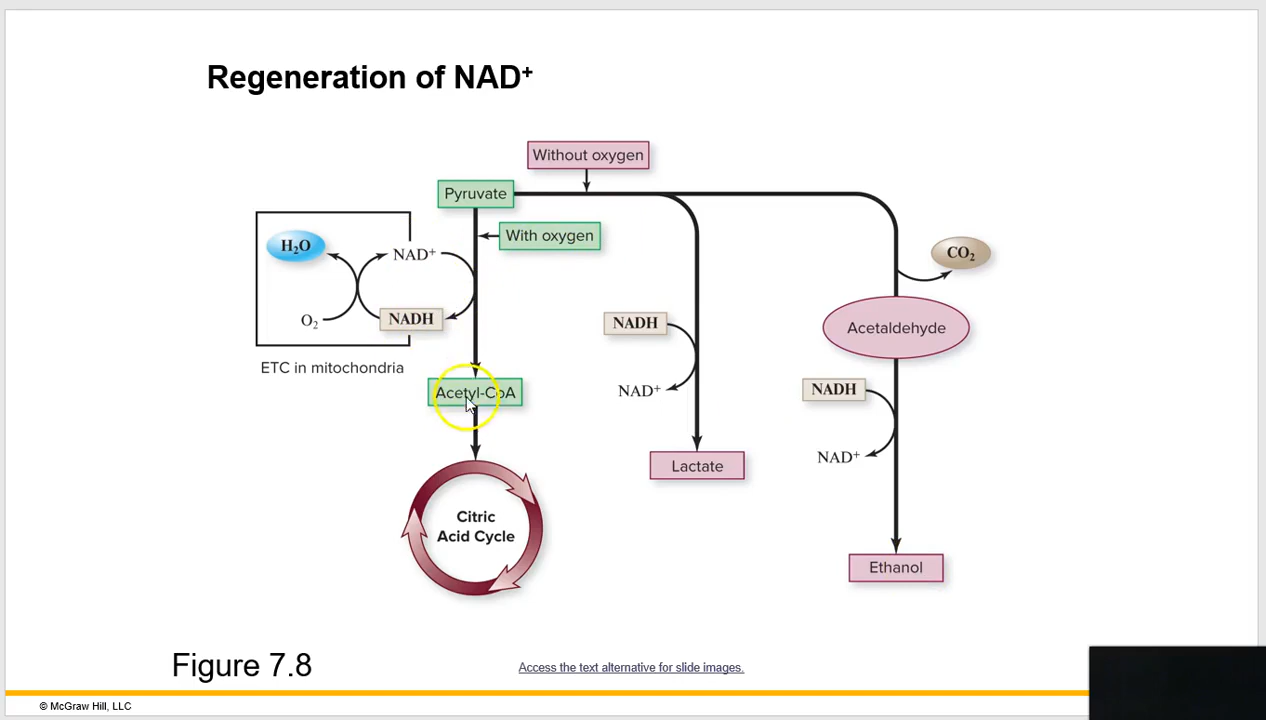 Regeneration of NAD⁺
Without oxygen
Pyruvate
With oxygen
H₂O
NAD⁺
CO₂
O₂
NADH
NADH
Acetaldehyde
ETC in mitochondria
Acetyl-CoA
NAD⁺
NADH
NAD⁺
Lactate
Citric
Acid Cycle
Ethanol
Figure 7.8
Access the text alternative for slide images.
© McGraw Hill, LLC